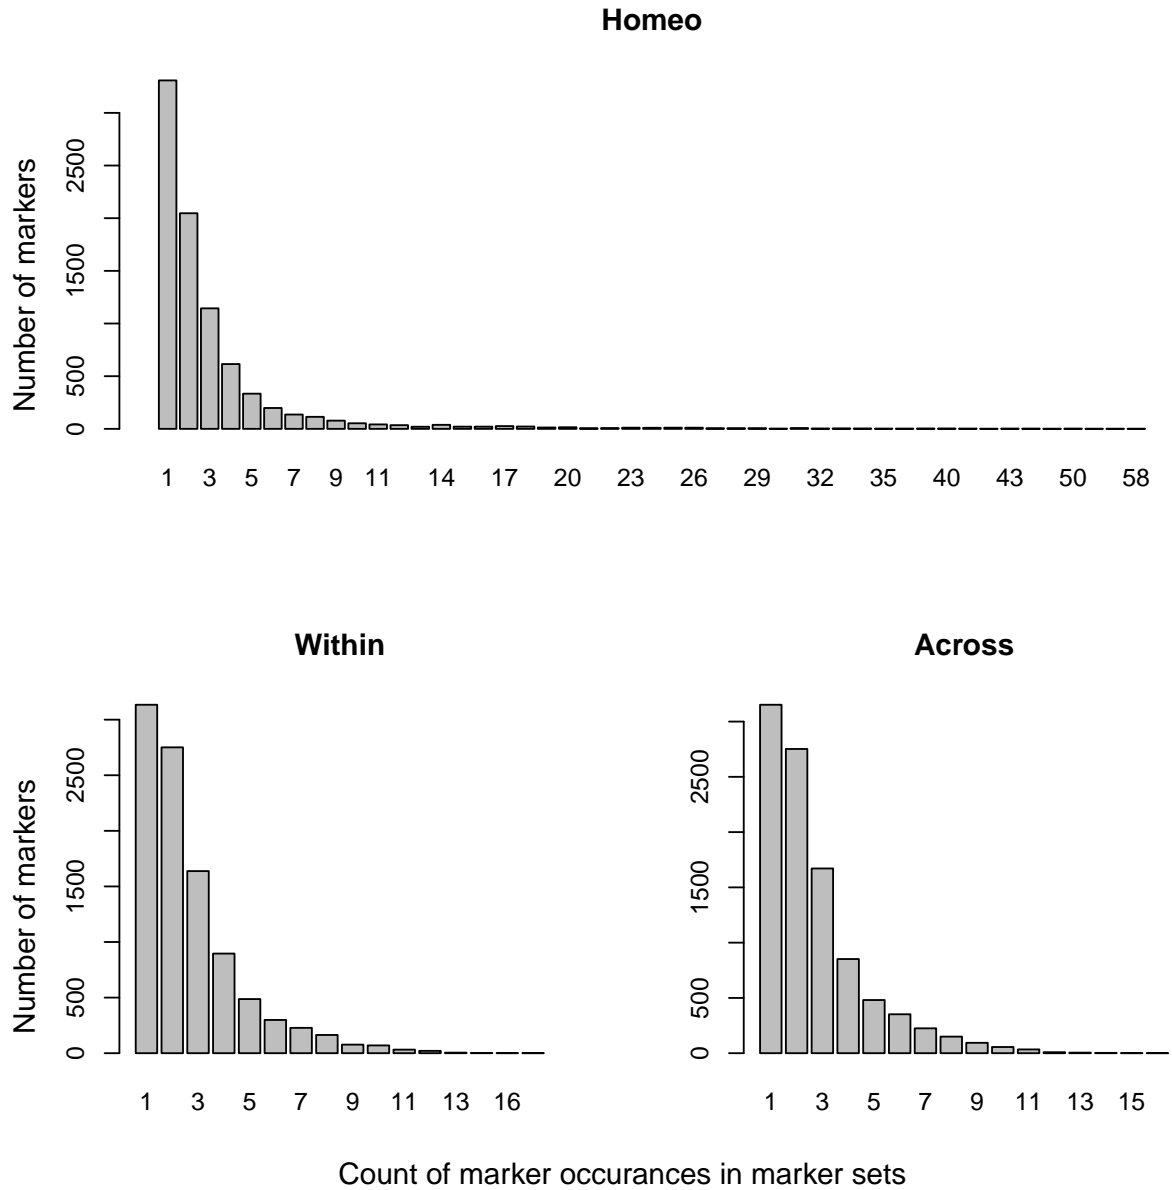 Homeo
Number of markers
0 500 1500 2500
1 3 5 7 9 11 14 17 20 23 26 29 32 35 40 43 50 58
Within
Number of markers
0 500 1500 2500
1 3 5 7 9 11 13 16
Across
0 500 1500 2500
1 3 5 7 9 11 13 15
Count of marker occurances in marker sets